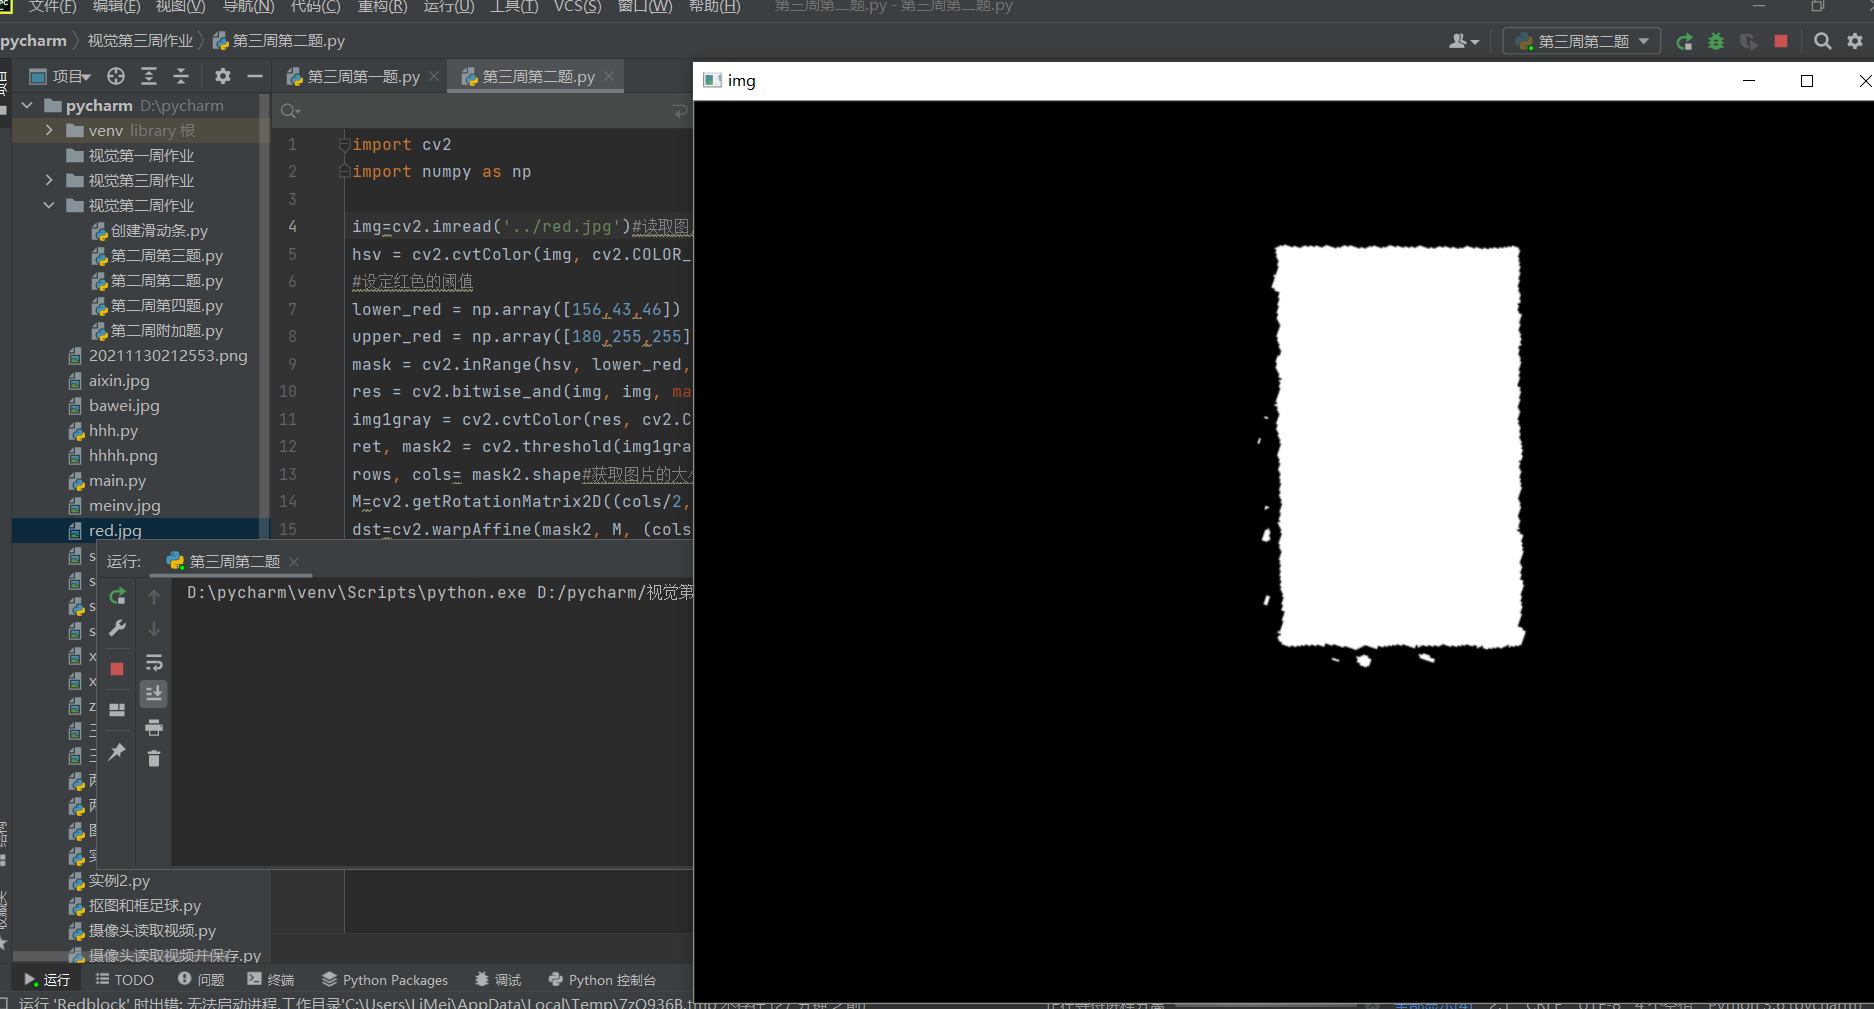 文件(F) 编辑(E) 视图(V) 导航(N) 代码(C) 重构(R) 运行(U) 工具(T) VCS(S) 窗口(W) 帮助(H) 第三周第二题.py - 第三周第二题.py
pycharm 视觉第三周作业 第三周第二题.py 第三周第二题
项目 第三周第一题.py 第三周第二题.py
img
pycharm D:\pycharm
venv library 根
视觉第一周作业
视觉第三周作业
视觉第二周作业
创建滑动条.py
第二周第三题.py
第二周第二题.py
第二周第四题.py
第二周附加题.py
20211130212553.png
aixin.jpg
bawei.jpg
hhh.py
hhhh.png
main.py
meinv.jpg
red.jpg
s
s
s
s
x
x
z
三
三
两
两
图
实
实例2.py
抠图和框足球.py
摄像头读取视频.py
摄像头读取视频并保存.py
1 import cv2
2 import numpy as np
3
4 img=cv2.imread('../red.jpg')#读取图
5 hsv = cv2.cvtColor(img, cv2.COLOR_
6 #设定红色的阈值
7 lower_red = np.array([156,43,46])
8 upper_red = np.array([180,255,255]
9 mask = cv2.inRange(hsv, lower_red,
10 res = cv2.bitwise_and(img, img, ma
11 img1gray = cv2.cvtColor(res, cv2.C
12 ret, mask2 = cv2.threshold(img1gra
13 rows, cols= mask2.shape#获取图片的大小
14 M=cv2.getRotationMatrix2D((cols/2,
15 dst=cv2.warpAffine(mask2, M, (cols
运行: 第三周第二题
D:\pycharm\venv\Scripts\python.exe D:/pycharm/视觉第
运行 TODO 问题 终端 Python Packages 调试 Python 控制台
运行 'Redblock' 时出错: 无法启动进程,工作目录'C:\Users\LiMei\AppData\Local\Temp\7zO936B.tmp'